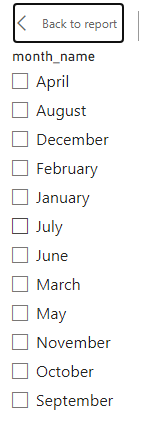 Back to report
month_name
April
August
December
February
January
July
June
March
May
November
October
September